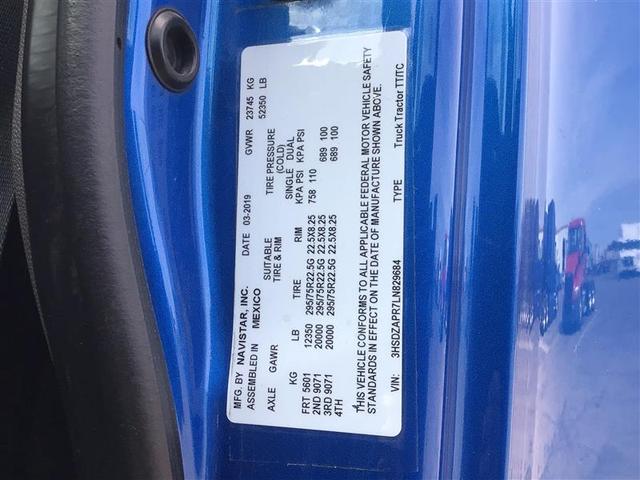 MFG. BY NAVISTAR, INC. DATE 03-2019 GVWR 23745 KG
ASSEMBLED IN MEXICO 52350 LB
SUITABLE TIRE PRESSURE
AXLE GAWR TIRE & RIM (COLD)
SINGLE DUAL
KG LB TIRE RIM KPA PSI KPA PSI
FRT 5601 12350 295/75R22.5G 22.5X8.25 758 110
2ND 9071 20000 295/75R22.5G 22.5X8.25 689 100
3RD 9071 20000 295/75R22.5G 22.5X8.25 689 100
4TH
THIS VEHICLE CONFORMS TO ALL APPLICABLE FEDERAL MOTOR VEHICLE SAFETY
STANDARDS IN EFFECT ON THE DATE OF MANUFACTURE SHOWN ABOVE.
VIN: 3HSDZAPR7LN829684 TYPE Truck Tractor TT/TC